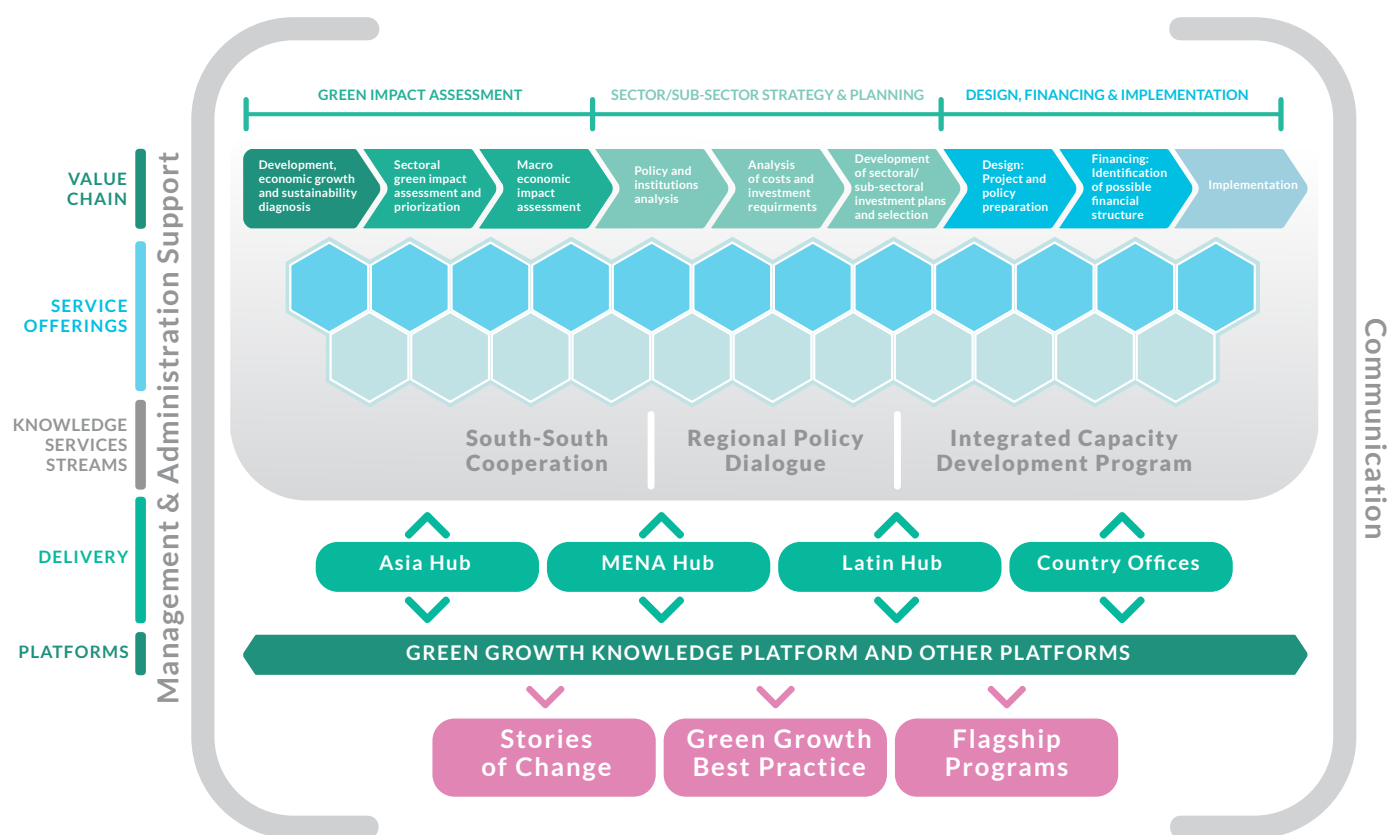 GREEN IMPACT ASSESSMENT
SECTOR/SUB-SECTOR STRATEGY & PLANNING
DESIGN, FINANCING & IMPLEMENTATION
VALUE
CHAIN
Development,
economic growth
and sustainability
diagnosis
Sectoral
green impact
assessment and
priorization
Macro
economic
impact
assessment
Policy and
institutions
analysis
Analysis
of costs and
investment
requirments
Development
of sectoral/
sub-sectoral
investment plans
and selection
Design:
Project and
policy
preparation
Financing:
Identification
of possible
financial
structure
Implementation
SERVICE
OFFERINGS
KNOWLEDGE
SERVICES
STREAMS
South-South
Cooperation
Regional Policy
Dialogue
Integrated Capacity
Development Program
DELIVERY
Asia Hub
MENA Hub
Latin Hub
Country Offices
PLATFORMS
GREEN GROWTH KNOWLEDGE PLATFORM AND OTHER PLATFORMS
Stories
of Change
Green Growth
Best Practice
Flagship
Programs
Management & Administration Support
Communication